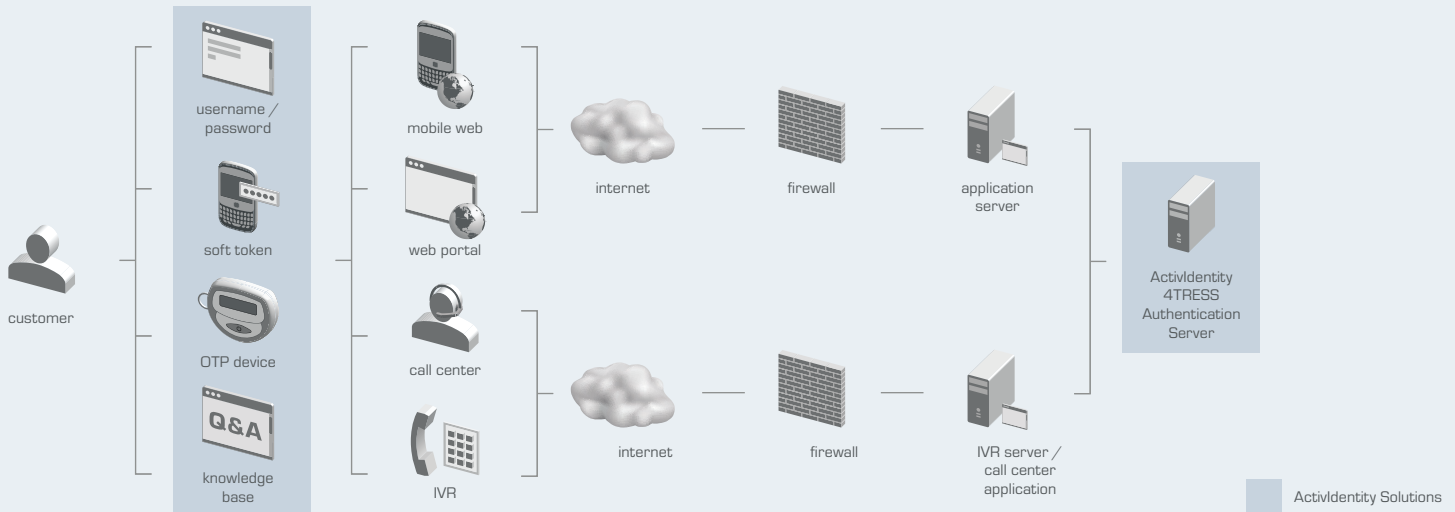 customer
username /
password
soft token
OTP device
Q&A
knowledge
base
mobile web
web portal
call center
IVR
internet
firewall
application
server
internet
firewall
IVR server /
call center
application
ActivIdentity
4TRESS
Authentication
Server
ActivIdentity Solutions